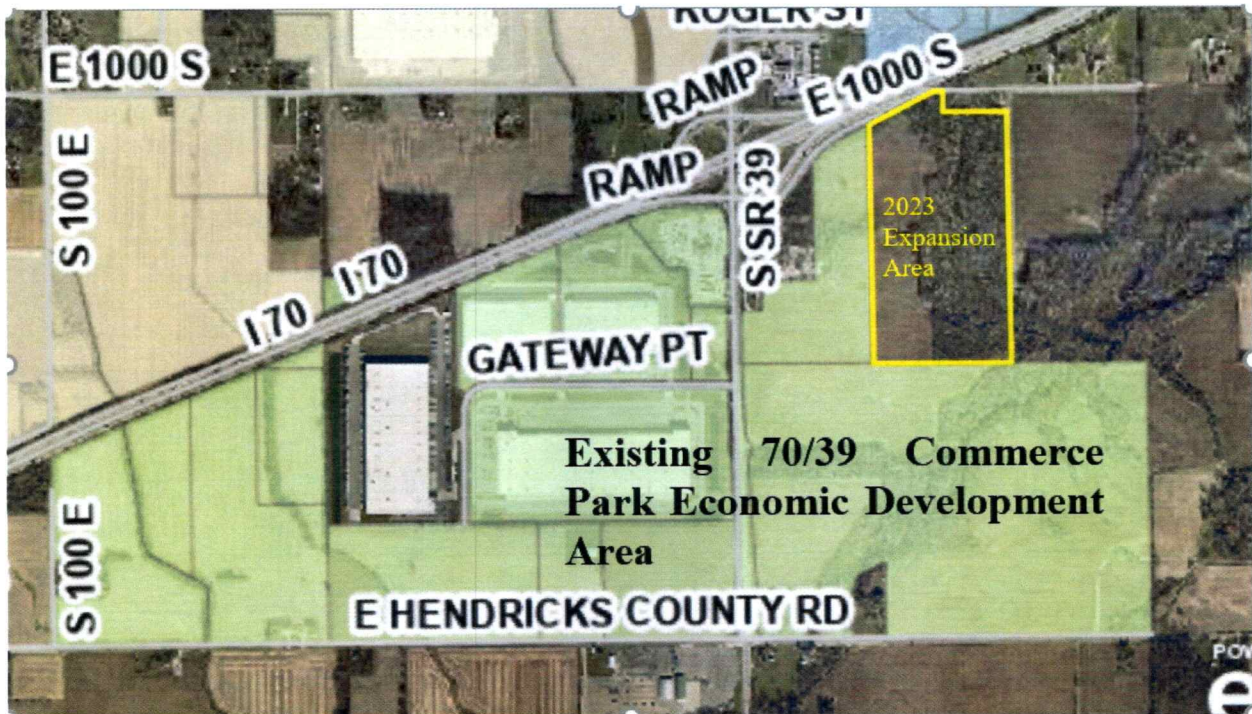 ROGER ST
E 1000 S
RAMP
E 1000 S
S 100 E
RAMP
S SR 39
2023
Expansion
Area
I 70
I 70
GATEWAY PT
Existing 70/39 Commerce
Park Economic Development
Area
S 100 E
E HENDRICKS COUNTY RD